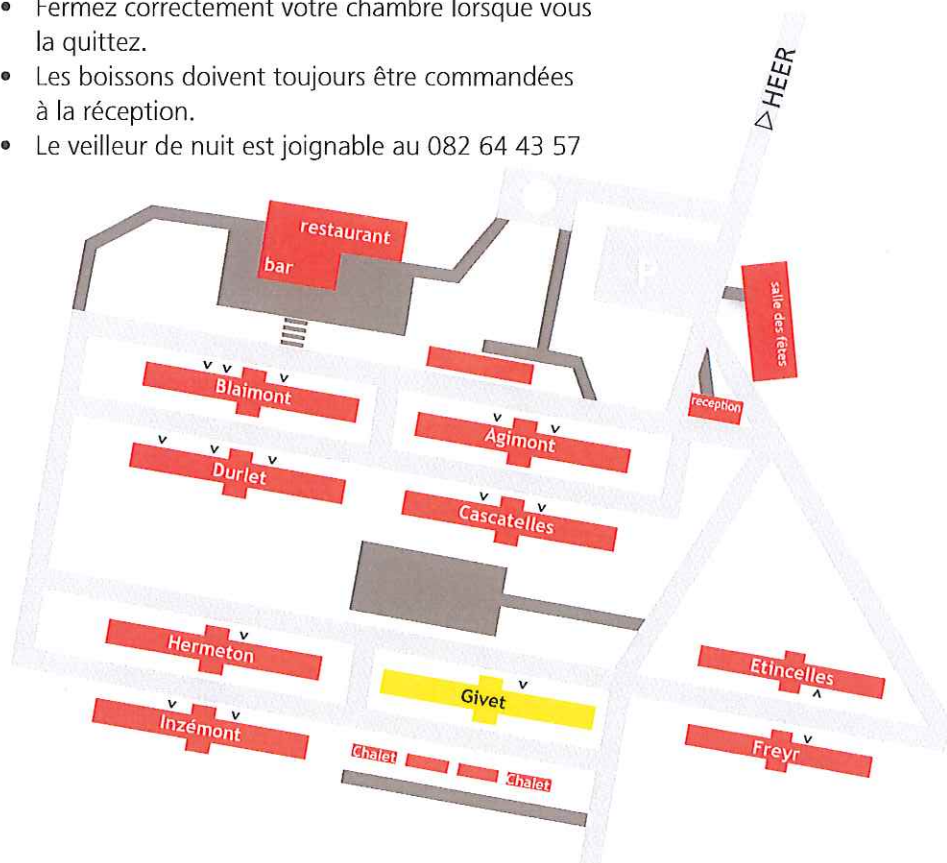 • Fermez correctement votre chambre lorsque vous
la quittez.
• Les boissons doivent toujours être commandées
à la réception.
• Le veilleur de nuit est joignable au 082 64 43 57
▷ HEER
restaurant
bar
P
salle des fêtes
reception
v v v
Blaimont
v v
Agimont
v v v
Durlet
v v
Cascatelles
v
Hermeton
v
Givet
Etincelles
v
v v
Inzémont
v
Freyr
Chalet
Chalet